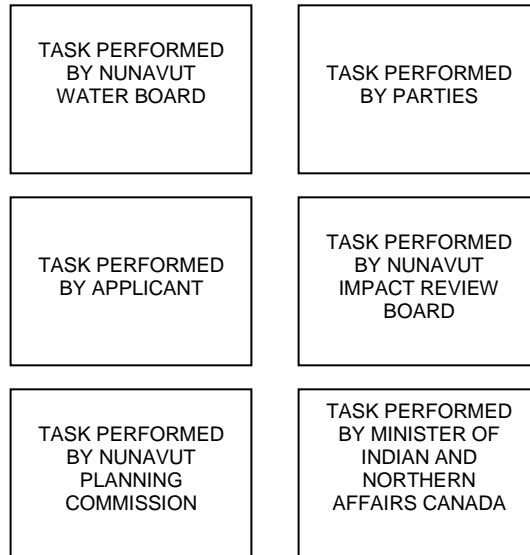 TASK PERFORMED
BY NUNAVUT
WATER BOARD
TASK PERFORMED
BY PARTIES
TASK PERFORMED
BY APPLICANT
TASK PERFORMED
BY NUNAVUT
IMPACT REVIEW
BOARD
TASK PERFORMED
BY NUNAVUT
PLANNING
COMMISSION
TASK PERFORMED
BY MINISTER OF
INDIAN AND
NORTHERN
AFFAIRS CANADA